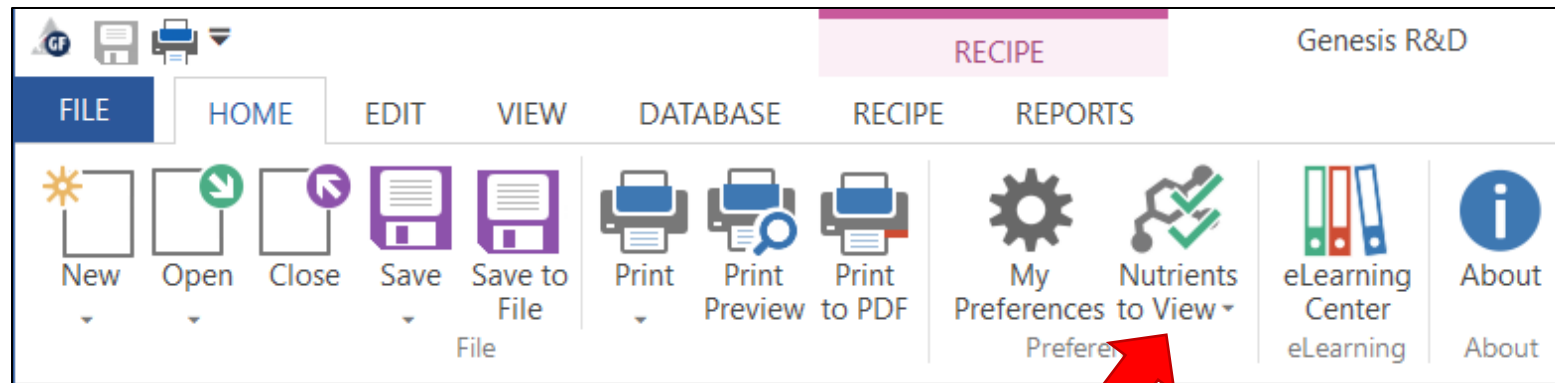 GF
RECIPE
Genesis R&D
FILE HOME EDIT VIEW DATABASE RECIPE REPORTS
New Open Close Save Save to Print Print Print My Nutrients eLearning About
File Preview to PDF Preferences to View Center
File eLearning About